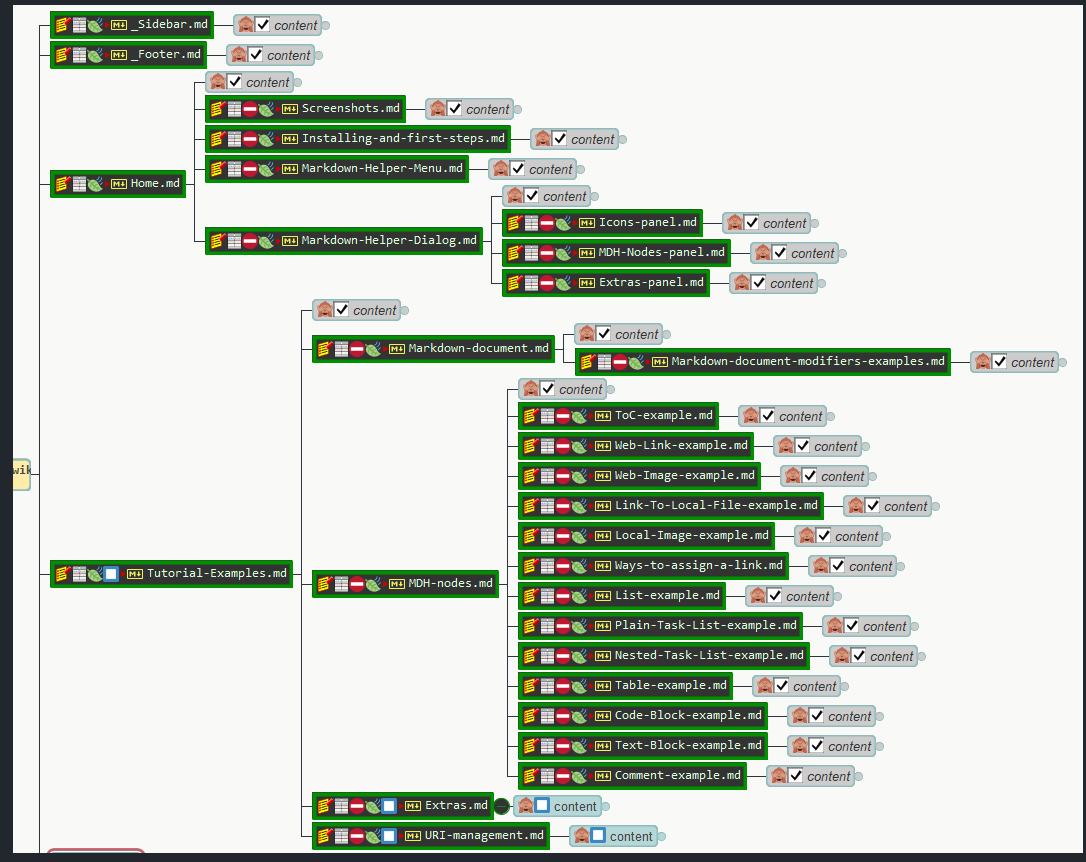 _Sidebar.md content
_Footer.md content
content
Screenshots.md content
Installing-and-first-steps.md content
Markdown-Helper-Menu.md content
Home.md
content
Icons-panel.md content
Markdown-Helper-Dialog.md
MDH-Nodes-panel.md content
Extras-panel.md content
content
content
Markdown-document.md
Markdown-document-modifiers-examples.md content
content
ToC-example.md content
Web-Link-example.md content
wik
Web-Image-example.md content
Link-To-Local-File-example.md content
Local-Image-example.md content
Ways-to-assign-a-link.md content
Tutorial-Examples.md
MDH-nodes.md
List-example.md content
Plain-Task-List-example.md content
Nested-Task-List-example.md content
Table-example.md content
Code-Block-example.md content
Text-Block-example.md content
Comment-example.md content
Extras.md content
URI-management.md content